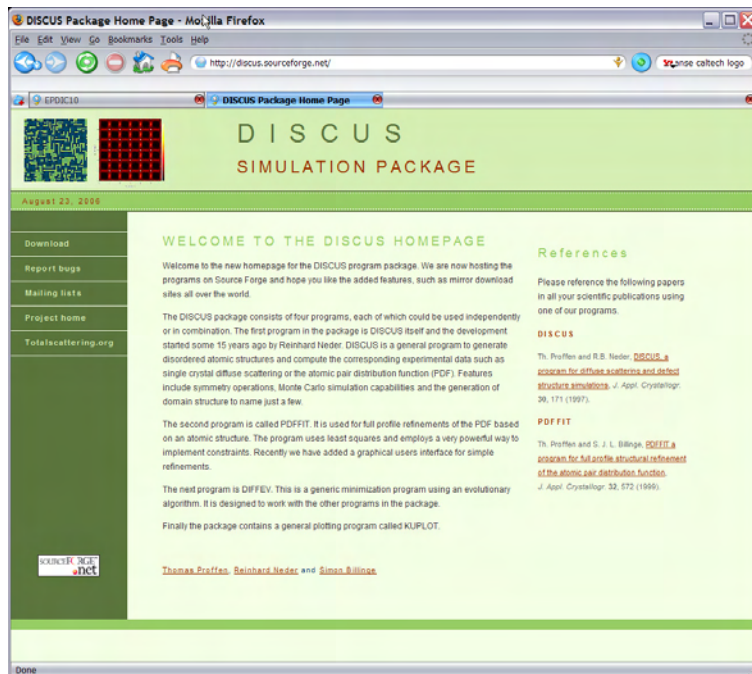 DISCUS Package Home Page - Mozilla Firefox
File Edit View Go Bookmarks Tools Help
http://discus.sourceforge.net/
caltech logo
EPDIC10
DISCUS Package Home Page
DISCUS
SIMULATION PACKAGE
August 23, 2006
Download
Report bugs
Mailing lists
Project home
Totalscattering.org
SOURCEFORGE
.net
WELCOME TO THE DISCUS HOMEPAGE
Welcome to the new homepage for the DISCUS program package. We are now hosting the
programs on Source Forge and hope you like the added features, such as mirror download
sites all over the world.
The DISCUS package consists of four programs, each of which could be used independently
or in combination. The first program in the package is DISCUS itself and the development
started some 15 years ago by Reinhard Neder. DISCUS is a general program to generate
disordered atomic structures and compute the corresponding experimental data such as
single crystal diffuse scattering or the atomic pair distribution function (PDF). Features
include symmetry operations, Monte Carlo simulation capabilities and the generation of
domain structure to name just a few.
The second program is called PDFFIT. It is used for full profile refinements of the PDF based
on an atomic structure. The program uses least squares and employs a very powerful way to
implement constraints. Recently we have added a graphical users interface for simple
refinements.
The next program is DIFFEV. This is a generic minimization program using an evolutionary
algorithm. It is designed to work with the other programs in the package.
Finally the package contains a general plotting program called KUPLOT.
Thomas Proffen, Reinhard Neder and Simon Billinge
References
Please reference the following papers
in all your scientific publications using
one of our programs.
DISCUS
Th. Proffen and R.B. Neder, DISCUS, a
program for diffuse scattering and defect
structure simulations, J. Appl. Crystallogr.
30, 171 (1997).
PDFFIT
Th. Proffen and S. J. L. Billinge, PDFFIT a
program for full profile structural refinement
of the atomic pair distribution function,
J. Appl. Crystallogr. 32, 572 (1999).
Done